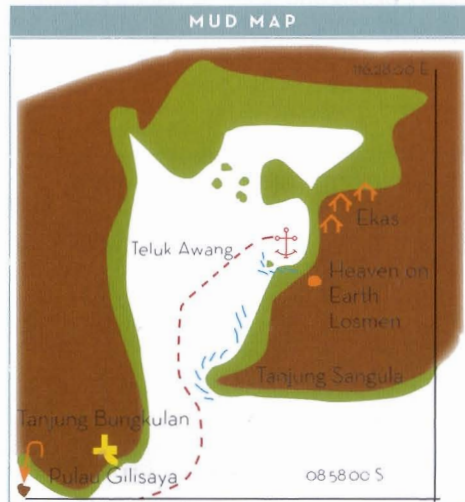 MUD MAP
116 28 00 E
Ekas
Teluk Awang
Heaven on
Earth
Losmen
Tanjung Sangula
Tanjung Bungkulan
Pulau Gilisaya
08 58 00 S